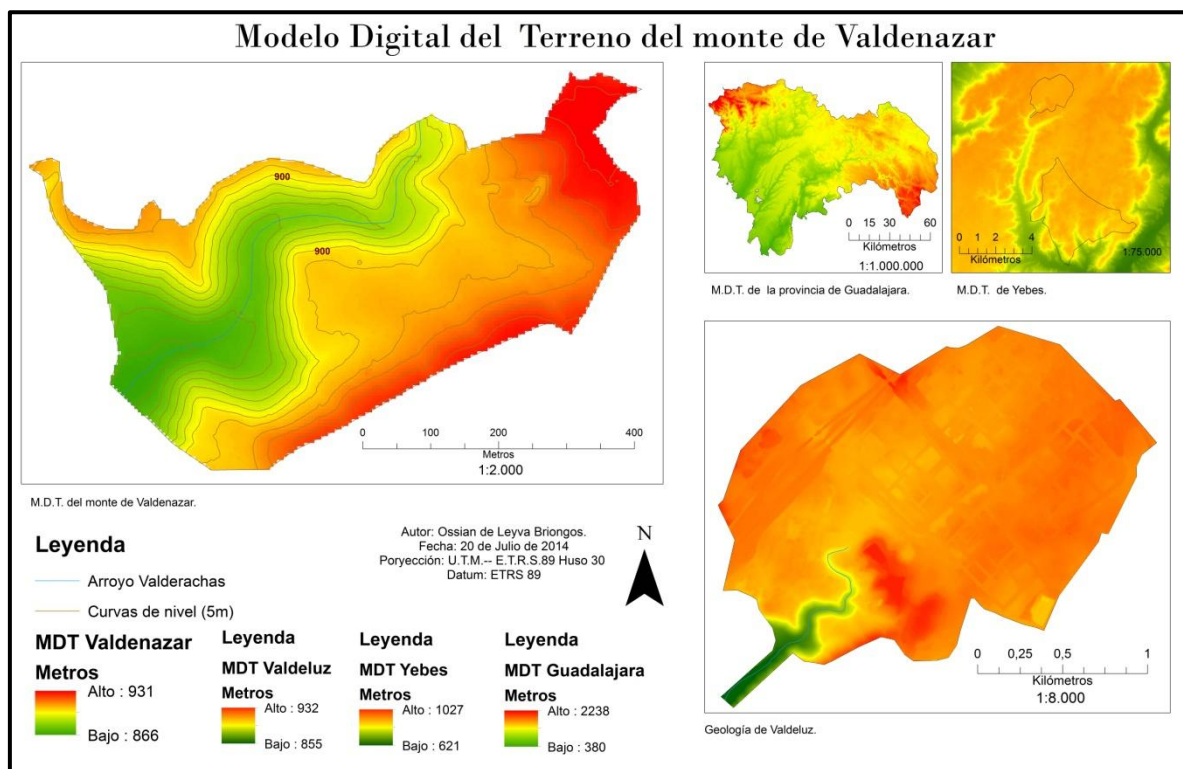 Modelo Digital del Terreno del monte de Valdenazar
900
900
0 100 200 400
Metros
1:2.000
M.D.T. del monte de Valdenazar.
0 15 30 60
Kilómetros
1:1.000.000
M.D.T. de la provincia de Guadalajara.
0 1 2 4
Kilómetros
1:75.000
M.D.T. de Yebes.
0 0,25 0,5 1
Kilómetros
1:8.000
Geología de Valdeluz.
Leyenda
Arroyo Valderachas
Curvas de nivel (5m)
Autor: Ossian de Leyva Briongos.
Fecha: 20 de Julio de 2014
Poryección: U.T.M.-- E.T.R.S.89 Huso 30
Datum: ETRS 89
N
MDT Valdenazar
Metros
Alto : 931
Bajo : 866
Leyenda
MDT Valdeluz
Metros
Alto : 932
Bajo : 855
Leyenda
MDT Yebes
Metros
Alto : 1027
Bajo : 621
Leyenda
MDT Guadalajara
Metros
Alto : 2238
Bajo : 380